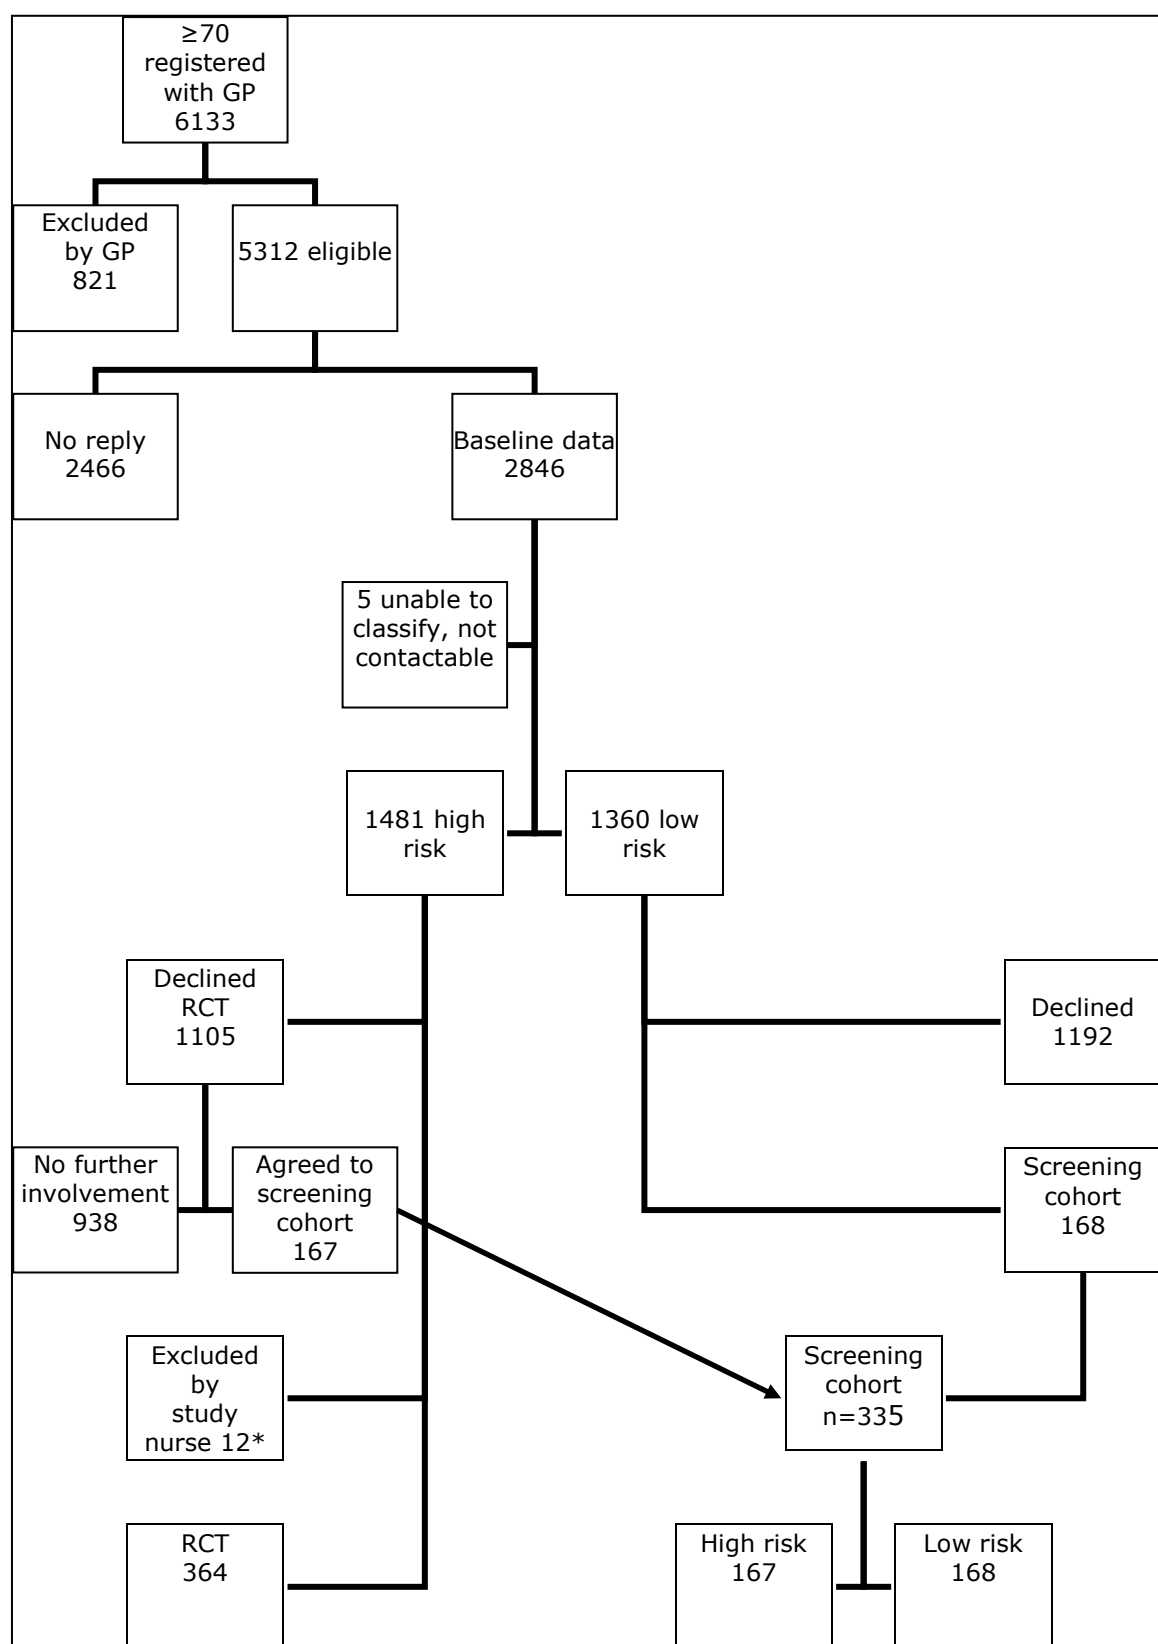 ≥70
registered
with GP
6133
Excluded
by GP
821
5312 eligible
No reply
2466
Baseline data
2846
5 unable to
classify, not
contactable
1481 high
risk
1360 low
risk
Declined
RCT
1105
Declined
1192
No further
involvement
938
Agreed to
screening
cohort
167
Screening
cohort
168
Excluded
by
study
nurse 12*
Screening
cohort
n=335
RCT
364
High risk
167
Low risk
168